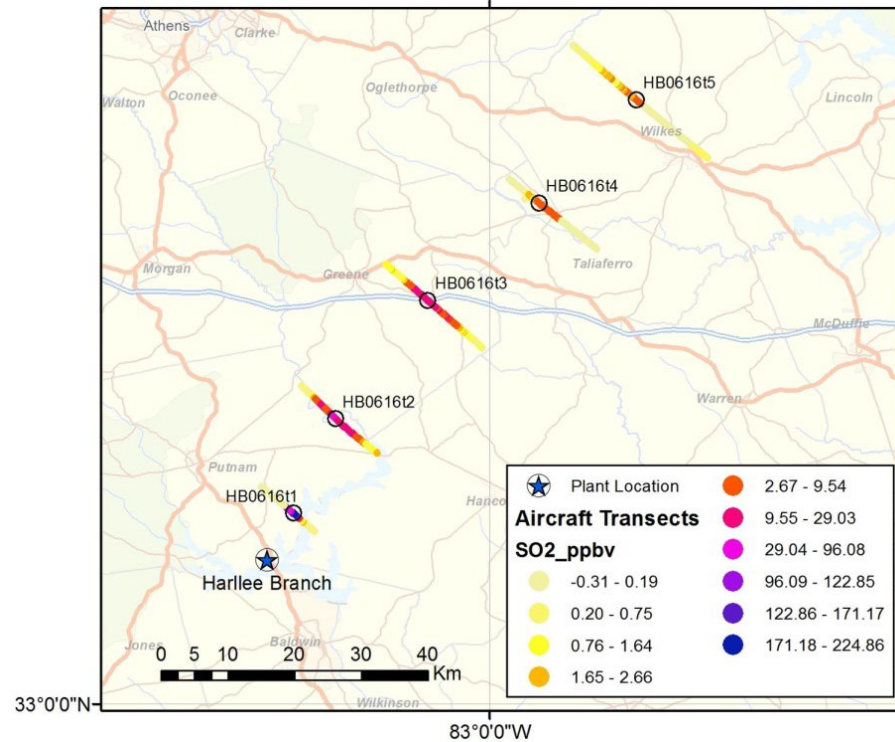 Athens
Clarke
Walton
Oconee
Oglethorpe
HB0616t5
Lincoln
Wilkes
HB0616t4
Taliaferro
Morgan
Greene
HB0616t3
McDuffie
HB0616t2
Warren
Putnam
HB0616t1
Hanco
Harllee Branch
Jones
Baldwin
0 5 10 20 30 40
Km
Wilkinson
Plant Location
Aircraft Transects
SO2_ppbv
-0.31 - 0.19
0.20 - 0.75
0.76 - 1.64
1.65 - 2.66
2.67 - 9.54
9.55 - 29.03
29.04 - 96.08
96.09 - 122.85
122.86 - 171.17
171.18 - 224.86
33°0'0"N
83°0'0"W